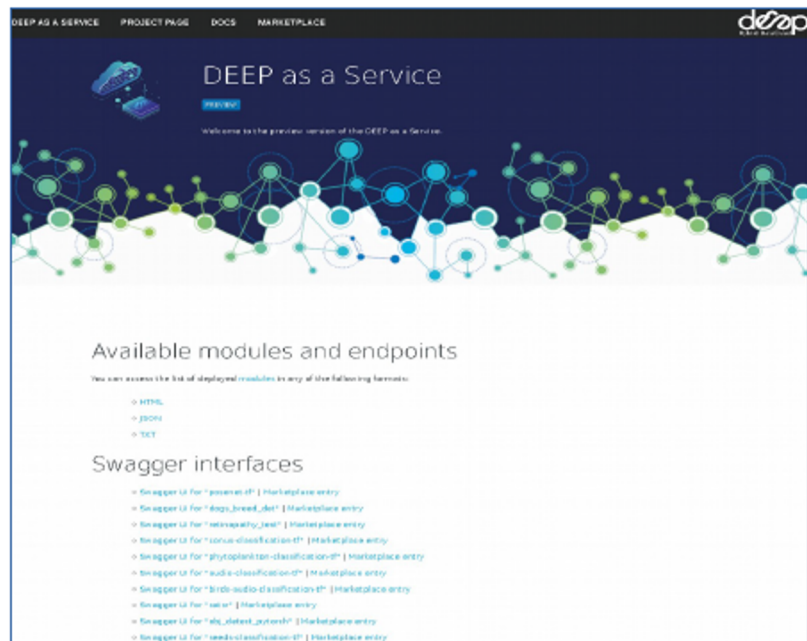 DEEP AS A SERVICE PROJECT PAGE DOCS MARKETPLACE
deep
DEEP as a Service
PREVIEW
Welcome to the preview version of the DEEP as a Service.
Available modules and endpoints
You can access the list of deployed modules in any of the following formats:
HTML
JSON
TXT
Swagger interfaces
Swagger UI for "posenet-tf" | Marketplace entry
Swagger UI for "dogs_breed_det" | Marketplace entry
Swagger UI for "retinopathy_test" | Marketplace entry
Swagger UI for "conus-classification-tf" | Marketplace entry
Swagger UI for "phytoplankton-classification-tf" | Marketplace entry
Swagger UI for "audio-classification-tf" | Marketplace entry
Swagger UI for "birds-audio-classification-tf" | Marketplace entry
Swagger UI for | Marketplace entry
Swagger UI for "obj_detect_pytorch" | Marketplace entry
Swagger UI for "seeds-classification-tf" | Marketplace entry